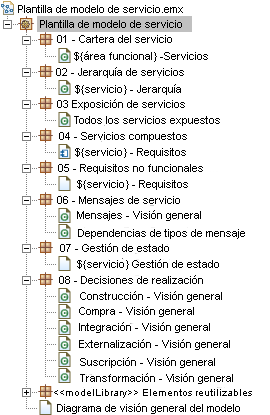 Plantilla de modelo de servicio.emx
Plantilla de modelo de servicio
01 - Cartera del servicio
${área funcional} -Servicios
02 - Jerarquía de servicios
${servicio} - Jerarquía
03 Exposición de servicios
Todos los servicios expuestos
04 - Servicios compuestos
${servicio} - Requisitos
05 - Requisitos no funcionales
${servicio} - Requisitos
06 - Mensajes de servicio
Mensajes - Visión general
Dependencias de tipos de mensaje
07 - Gestión de estado
${servicio} Gestión de estado
08 - Decisiones de realización
Construcción - Visión general
Compra - Visión general
Integración - Visión general
Externalización - Visión general
Suscripción - Visión general
Transformación - Visión general
<<modelLibrary>> Elementos reutilizables
Diagrama de visión general del modelo